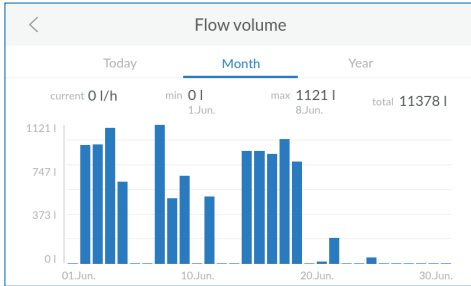 Flow volume
Today Month Year
current 0 l/h min 0 l max 1121 l total 11378 l
1.Jun. 8.Jun.
1121 l
747 l
373 l
0 l
01.Jun. 10.Jun. 20.Jun. 30.Jun.